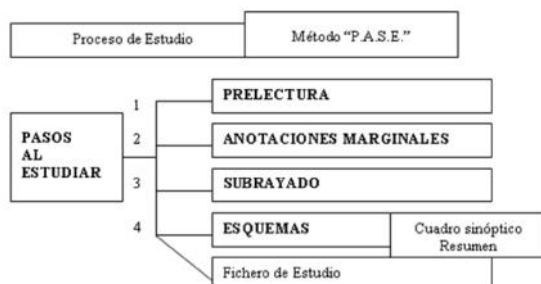 Proceso de Estudio
Método "P.A.S.E."
PASOS
AL
ESTUDIAR
1
PRELECTURA
2
ANOTACIONES MARGINALES
3
SUBRAYADO
4
ESQUEMAS
Cuadro sinóptico
Resumen
Fichero de Estudio